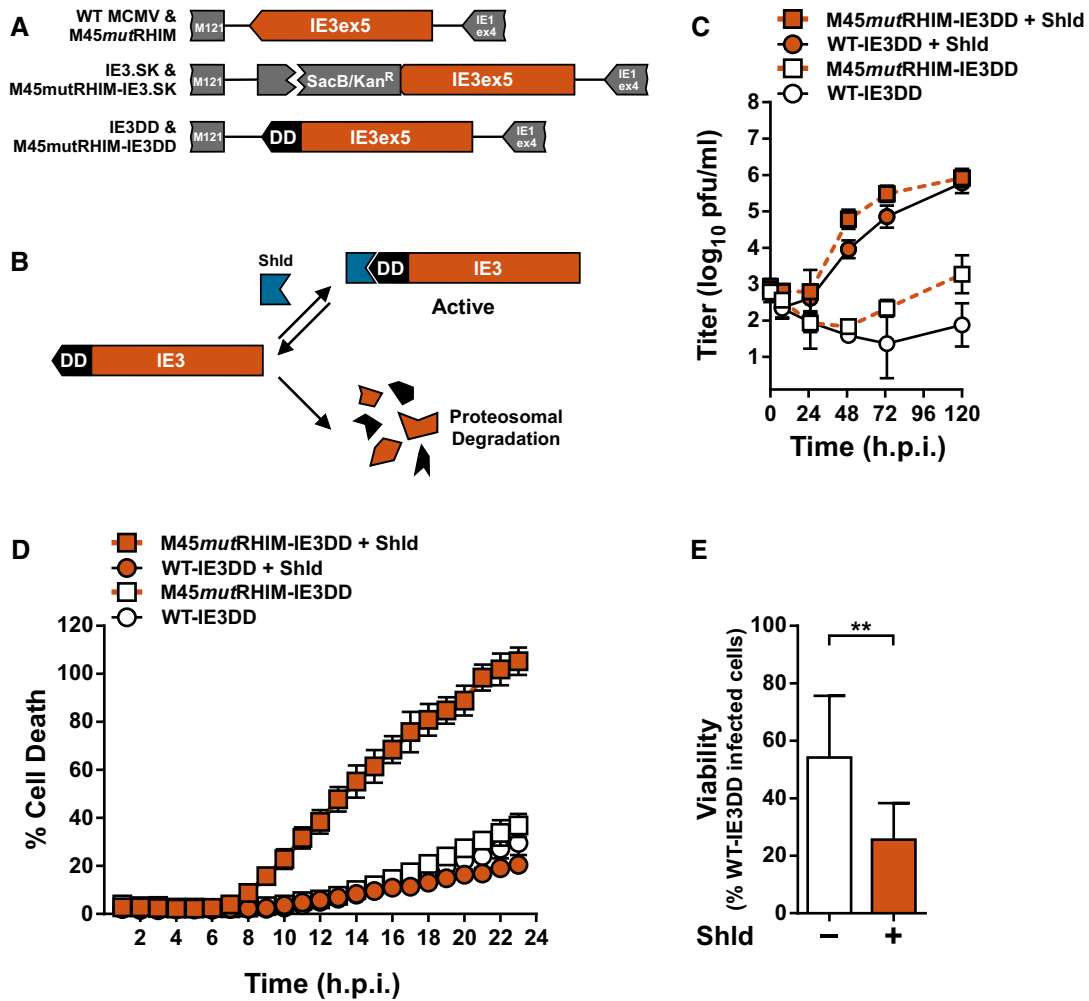 A
WT MCMV &
M45mutRHIM
M121
IE3ex5
IE1
ex4
IE3.SK &
M45mutRHIM-IE3.SK
M121
SacB/Kan^R
IE3ex5
IE1
ex4
IE3DD &
M45mutRHIM-IE3DD
M121
DD
IE3ex5
IE1
ex4
B
Shld
DD
IE3
Active
DD
IE3
Proteosomal
Degradation
C
M45mutRHIM-IE3DD + Shld
WT-IE3DD + Shld
M45mutRHIM-IE3DD
WT-IE3DD
Titer (log10 pfu/ml)
8
7
6
5
4
3
2
1
0 24 48 72 96 120
Time (h.p.i.)
D
M45mutRHIM-IE3DD + Shld
WT-IE3DD + Shld
M45mutRHIM-IE3DD
WT-IE3DD
% Cell Death
120
100
80
60
40
20
0
2 4 6 8 10 12 14 16 18 20 22 24
Time (h.p.i.)
E
Viability
(% WT-IE3DD infected cells)
100
80
60
40
20
0
**
Shld − +